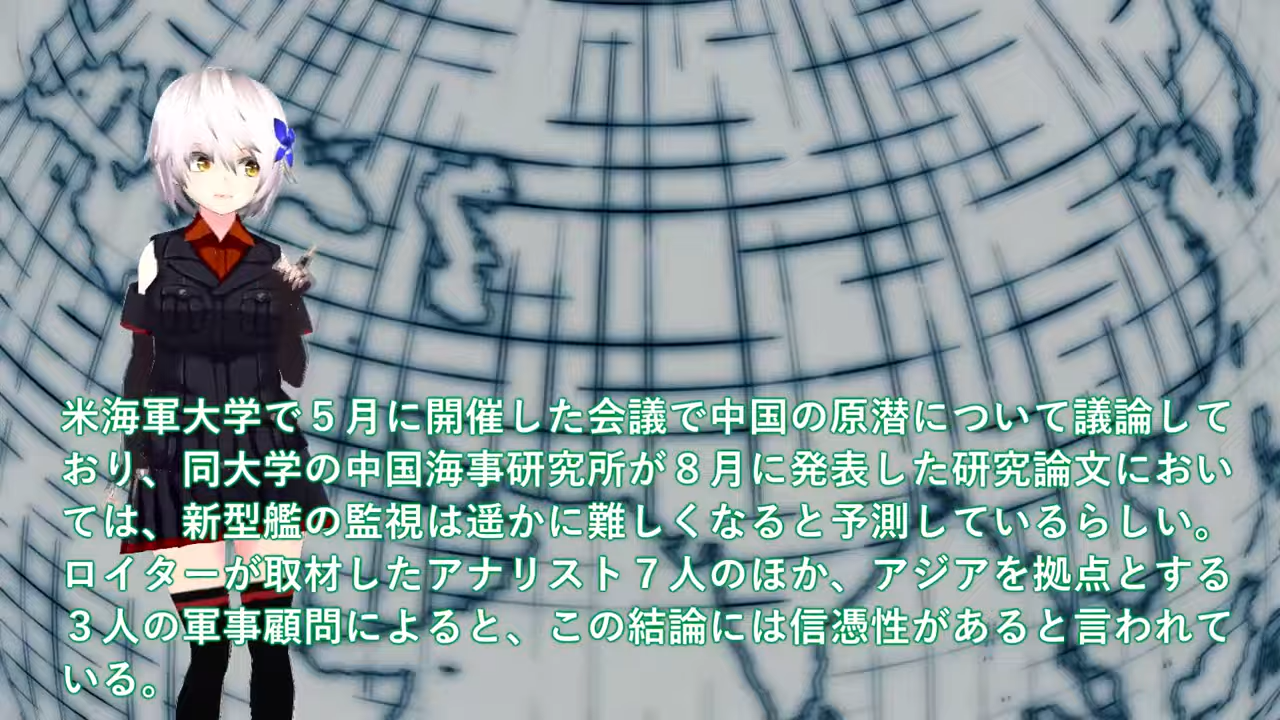 米海軍大学で５月に開催した会議で中国の原潜について議論して
おり、同大学の中国海事研究所が８月に発表した研究論文におい
ては、新型艦の監視は遥かに難しくなると予測しているらしい。
ロイターが取材したアナリスト７人のほか、アジアを拠点とする
３人の軍事顧問によると、この結論には信憑性があると言われて
いる。